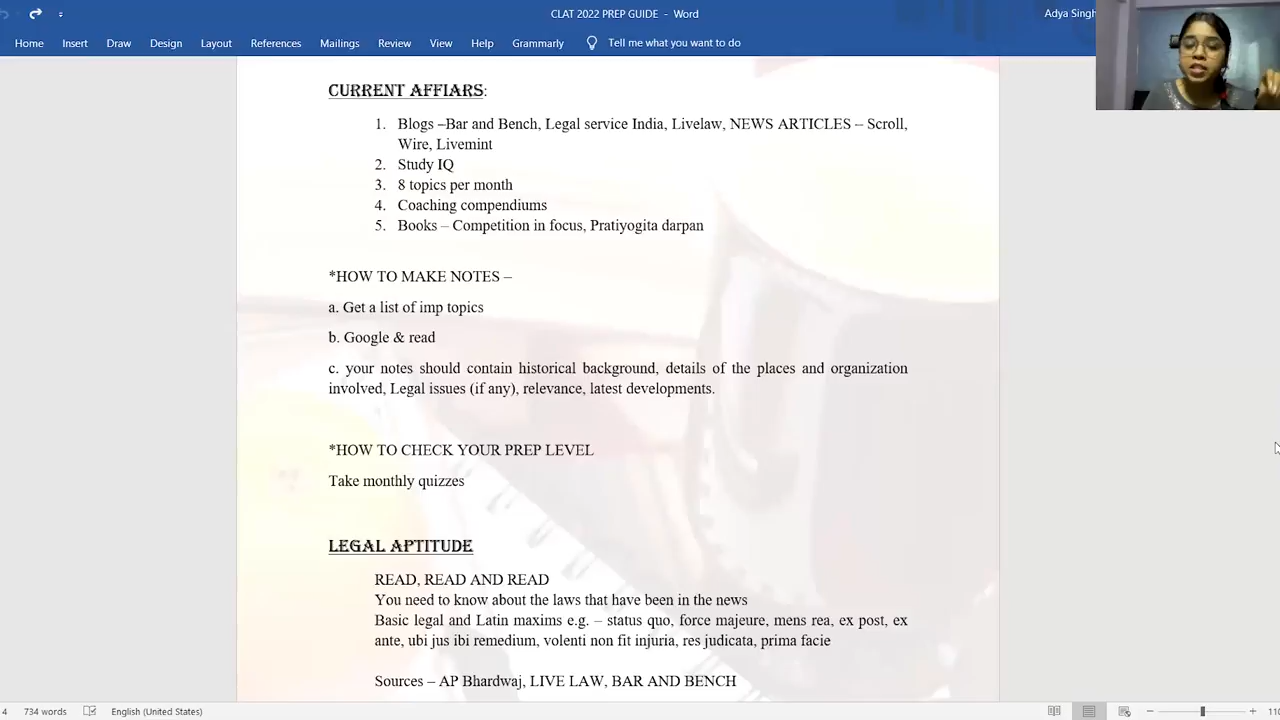 CLAT 2022 PREP GUIDE - Word
Adya Singh
Home Insert Draw Design Layout References Mailings Review View Help Grammarly Tell me what you want to do
CURRENT AFFIARS:
1. Blogs –Bar and Bench, Legal service India, Livelaw, NEWS ARTICLES – Scroll,
Wire, Livemint
2. Study IQ
3. 8 topics per month
4. Coaching compendiums
5. Books – Competition in focus, Pratiyogita darpan
*HOW TO MAKE NOTES –
a. Get a list of imp topics
b. Google & read
c. your notes should contain historical background, details of the places and organization
involved, Legal issues (if any), relevance, latest developments.
*HOW TO CHECK YOUR PREP LEVEL
Take monthly quizzes
LEGAL APTITUDE
READ, READ AND READ
You need to know about the laws that have been in the news
Basic legal and Latin maxims e.g. – status quo, force majeure, mens rea, ex post, ex
ante, ubi jus ibi remedium, volenti non fit injuria, res judicata, prima facie
Sources – AP Bhardwaj, LIVE LAW, BAR AND BENCH
4 734 words English (United States) 110